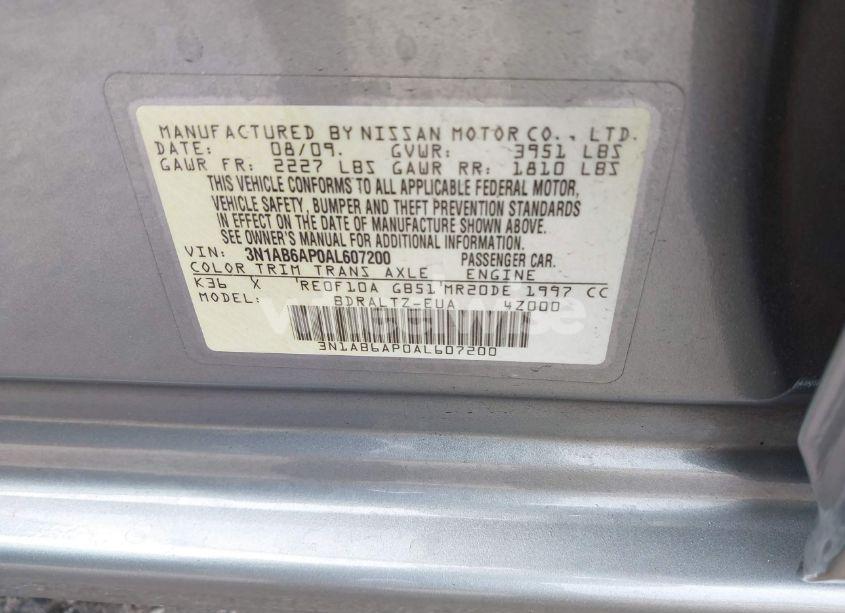 MANUFACTURED BY NISSAN MOTOR CO., LTD.
DATE: 08/09. GVWR: 3951 LBS
GAWR FR: 2227 LBS GAWR RR: 1810 LBS
THIS VEHICLE CONFORMS TO ALL APPLICABLE FEDERAL MOTOR,
VEHICLE SAFETY, BUMPER AND THEFT PREVENTION STANDARDS
IN EFFECT ON THE DATE OF MANUFACTURE SHOWN ABOVE.
SEE OWNER'S MANUAL FOR ADDITIONAL INFORMATION.
VIN: 3N1AB6AP0AL607200 PASSENGER CAR.
COLOR TRIM TRANS AXLE ENGINE
K36 X 'RE0F10A GB51'MR20DE 1997 CC
MODEL: BDRALTZ-EUA 4Z000
3N1AB6AP0AL607200